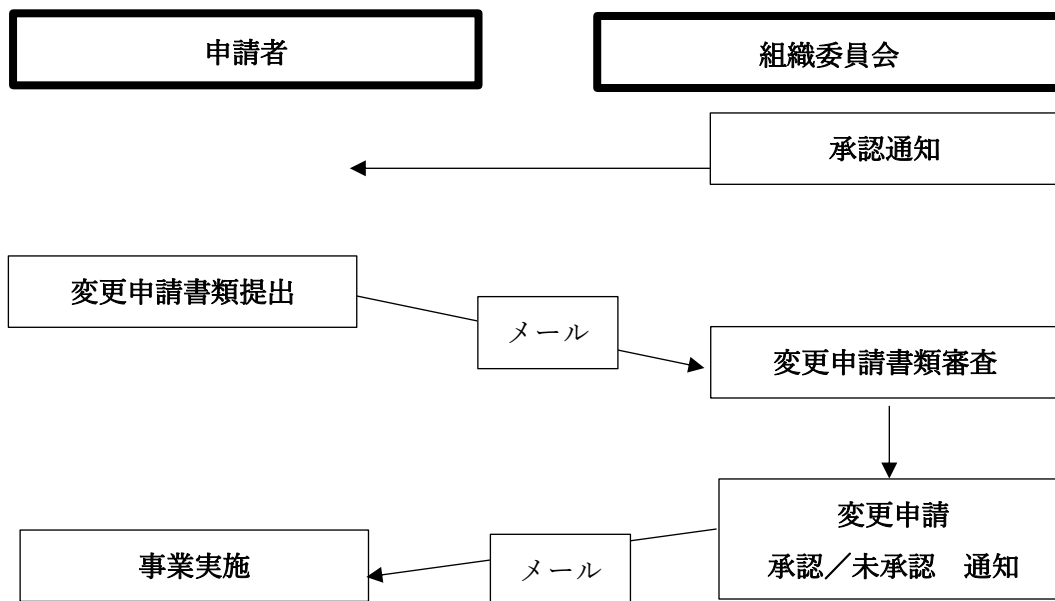 申請者
組織委員会
承認通知
変更申請書類提出
メール
変更申請書類審査
変更申請
承認／未承認　通知
メール
事業実施